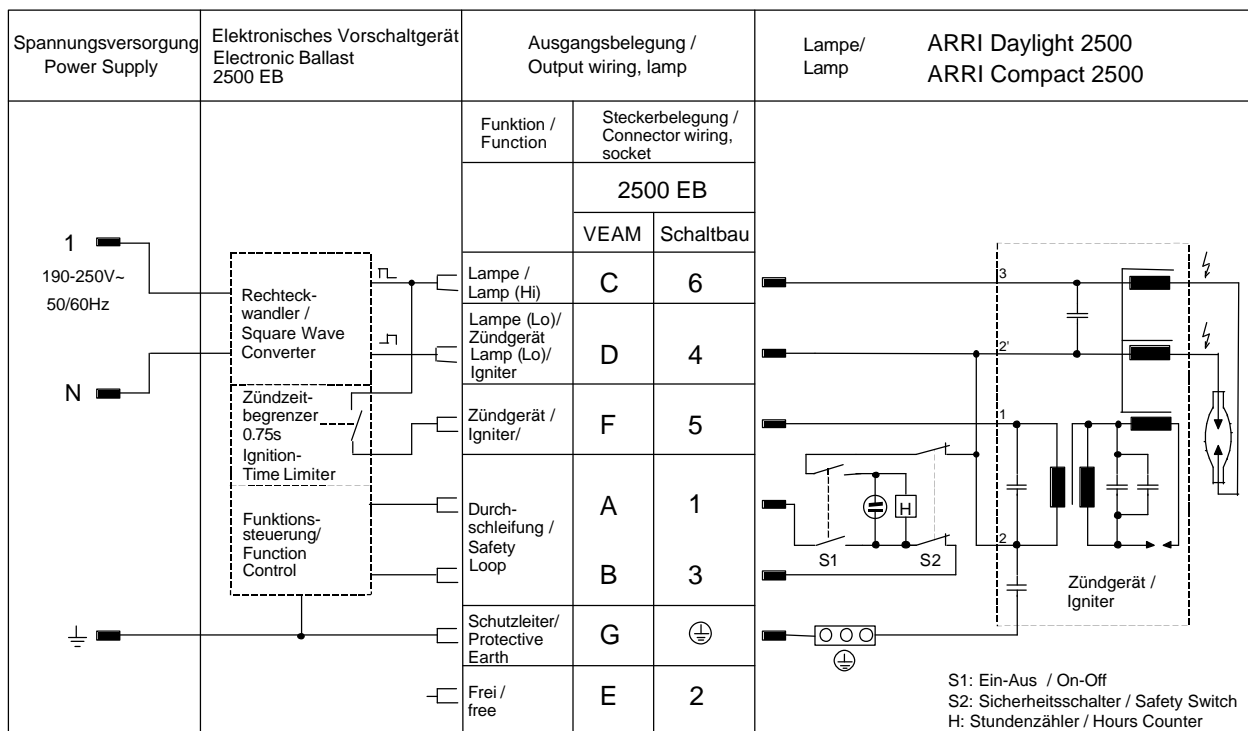 Spannungsversorgung
Power Supply
Elektronisches Vorschaltgerät
Electronic Ballast
2500 EB
Ausgangsbelegung /
Output wiring, lamp
Lampe/
Lamp
ARRI Daylight 2500
ARRI Compact 2500
Funktion /
Function
Steckerbelegung /
Connector wiring,
socket
2500 EB
VEAM
Schaltbau
1
190-250V~
50/60Hz
N
Rechteck-
wandler /
Square Wave
Converter
Zündzeit-
begrenzer
0.75s
Ignition-
Time Limiter
Funktions-
steuerung/
Function
Control
Lampe /
Lamp (Hi)
C
6
Lampe (Lo)/
Zündgerät
Lamp (Lo)/
Igniter
D
4
Zündgerät /
Igniter/
F
5
Durch-
schleifung /
Safety
Loop
A
1
B
3
Schutzleiter/
Protective
Earth
G
Frei /
free
E
2
3
2'
1
2
H
S1
S2
Zündgerät /
Igniter
S1: Ein-Aus / On-Off
S2: Sicherheitsschalter / Safety Switch
H: Stundenzähler / Hours Counter